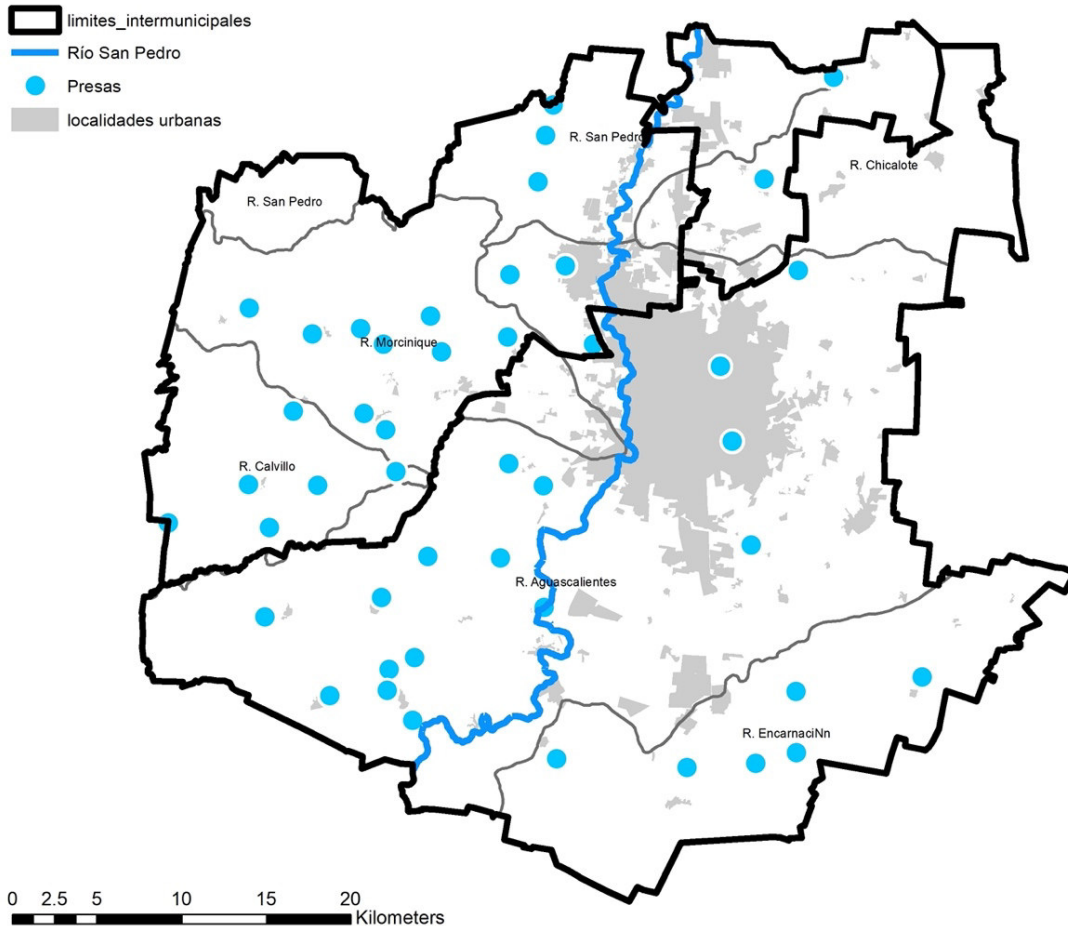 limites_intermunicipales
Río San Pedro
Presas
localidades urbanas
R. San Pedro
R. Chicalote
R. San Pedro
R. Morcinique
R. Calvillo
R. Aguascalientes
R. EncarnaciNn
0 2.5 5 10 15 20
Kilometers